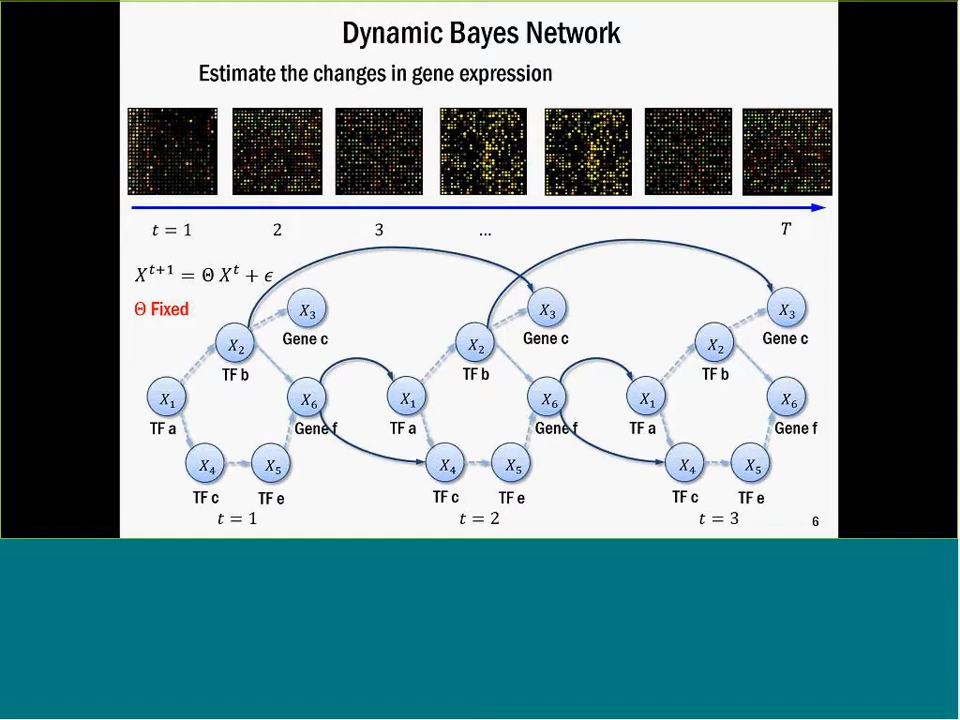 Dynamic Bayes Network
Estimate the changes in gene expression
t = 1 2 3 ... T
X^{t+1} = Θ X^t + ϵ
Θ Fixed
X_3 X_3 X_3
Gene c Gene c Gene c
X_2 X_2 X_2
TF b TF b TF b
X_1 X_6 X_1 X_6 X_1 X_6
TF a Gene f TF a Gene f TF a Gene f
X_4 X_5 X_4 X_5 X_4 X_5
TF c TF e TF c TF e TF c TF e
t = 1 t = 2 t = 3 6